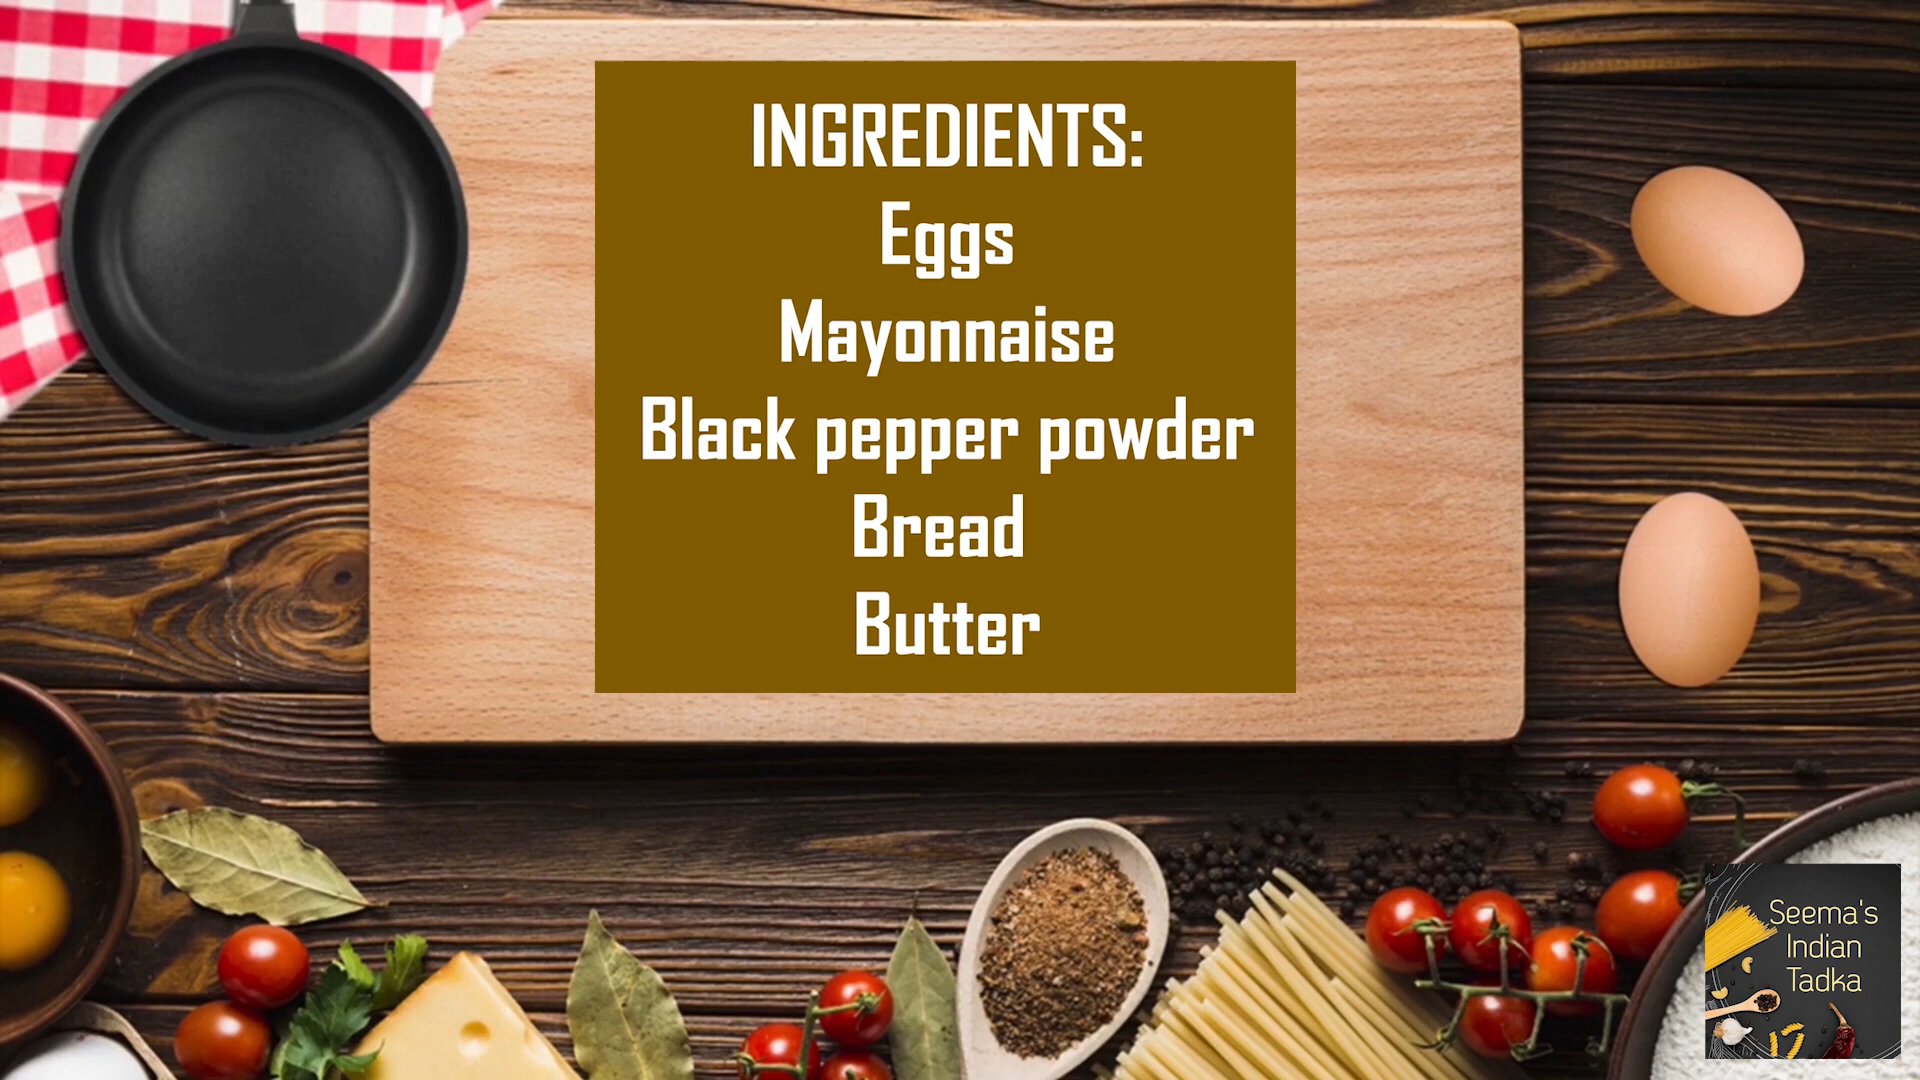 INGREDIENTS:
Eggs
Mayonnaise
Black pepper powder
Bread
Butter
Seema's
Indian
Tadka